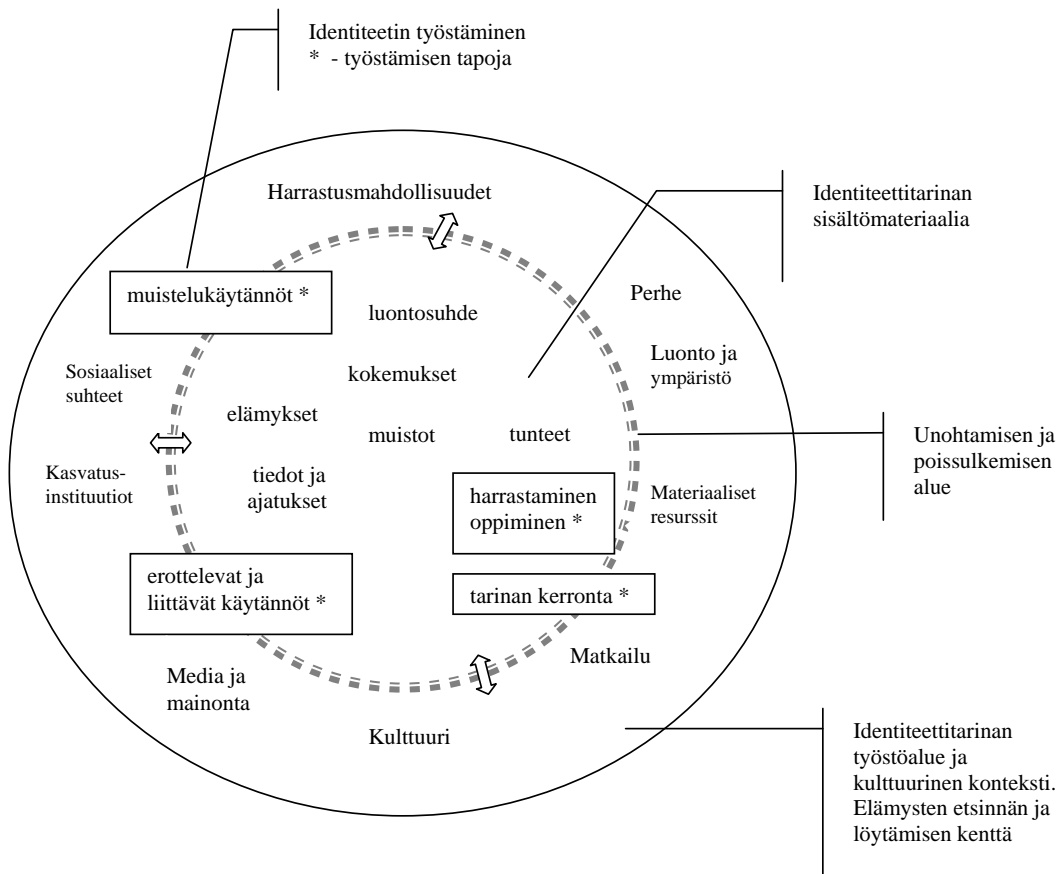 Identiteetin työstäminen
* - työstämisen tapoja
Harrastusmahdollisuudet
Identiteettitarinan
sisältömateriaalia
muistelukäytännöt *
luontosuhde
Perhe
Sosiaaliset
suhteet
kokemukset
Luonto ja
ympäristö
elämykset
muistot
tunteet
Unohtamisen ja
poissulkemisen
alue
Kasvatus-
instituutiot
tiedot ja
ajatukset
harrastaminen
oppiminen *
Materiaaliset
resurssit
erottelevat ja
liittävät käytännöt *
tarinan kerronta *
Matkailu
Media ja
mainonta
Kulttuuri
Identiteettitarinan
työstöalue ja
kulttuurinen konteksti.
Elämysten etsinnän ja
löytämisen kenttä